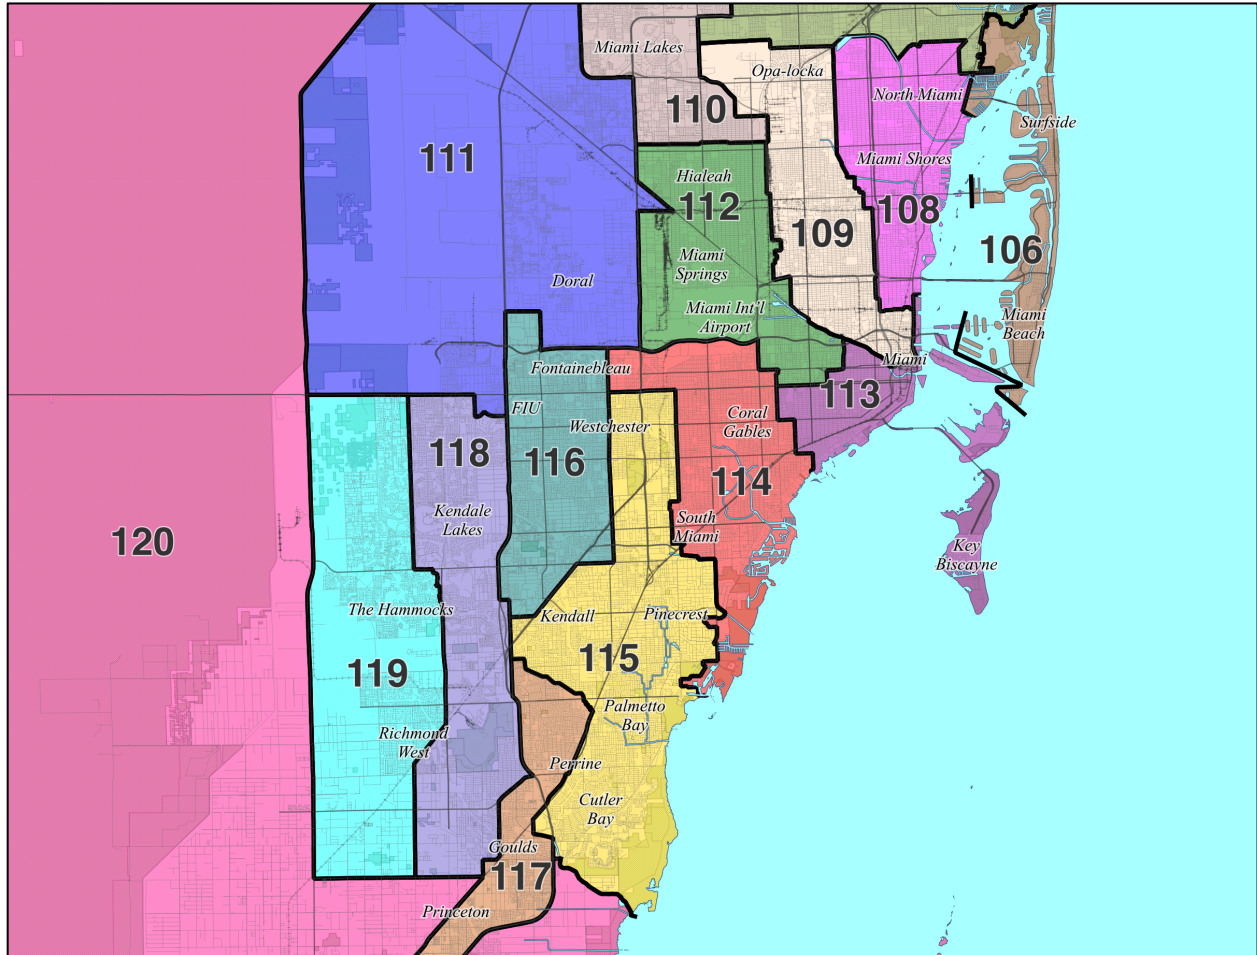 Miami Lakes
Opa-locka
North Miami
110
Surfside
111
Miami Shores
Hialeah
112
108
109
106
Miami
Springs
Doral
Miami Int'l
Airport
Miami
Beach
Miami
Fontainebleau
113
FIU
Westchester
Coral
Gables
118
116
114
Kendale
Lakes
South
Miami
120
Key
Biscayne
The Hammocks
Kendall
Pinecrest
115
119
Palmetto
Bay
Richmond
West
Perrine
Cutler
Bay
Goulds
117
Princeton